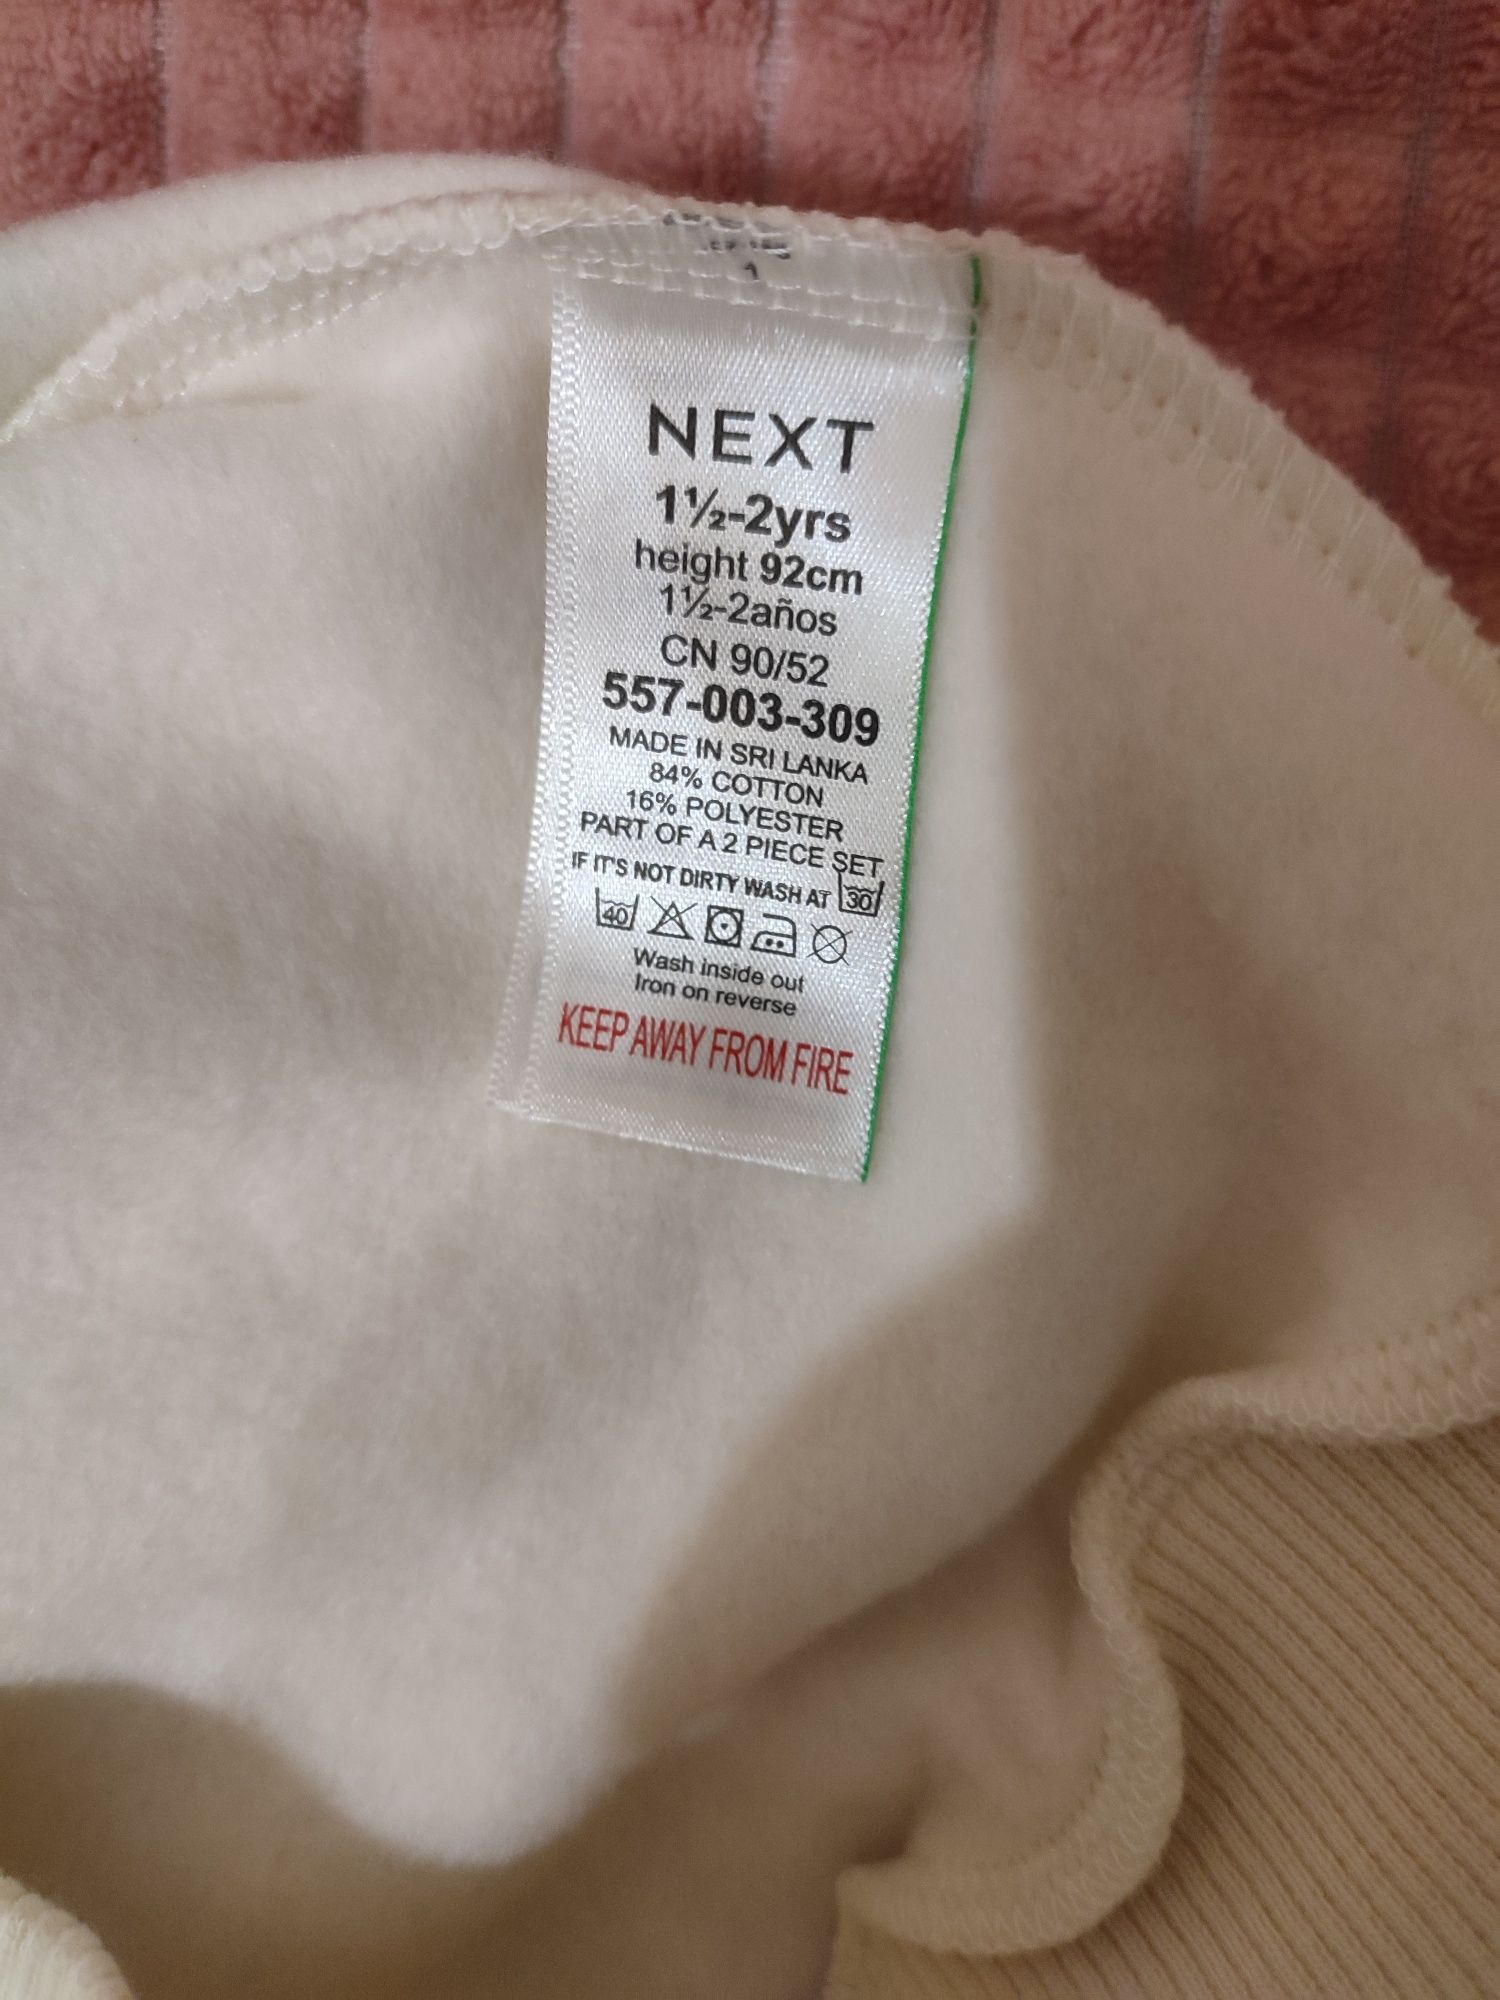 1
NEXT
1½-2yrs
height 92cm
1½-2años
CN 90/52
557-003-309
MADE IN SRI LANKA
84% COTTON
16% POLYESTER
PART OF A 2 PIECE SET
IF IT'S NOT DIRTY WASH AT 30
40
Wash inside out
Iron on reverse
KEEP AWAY FROM FIRE